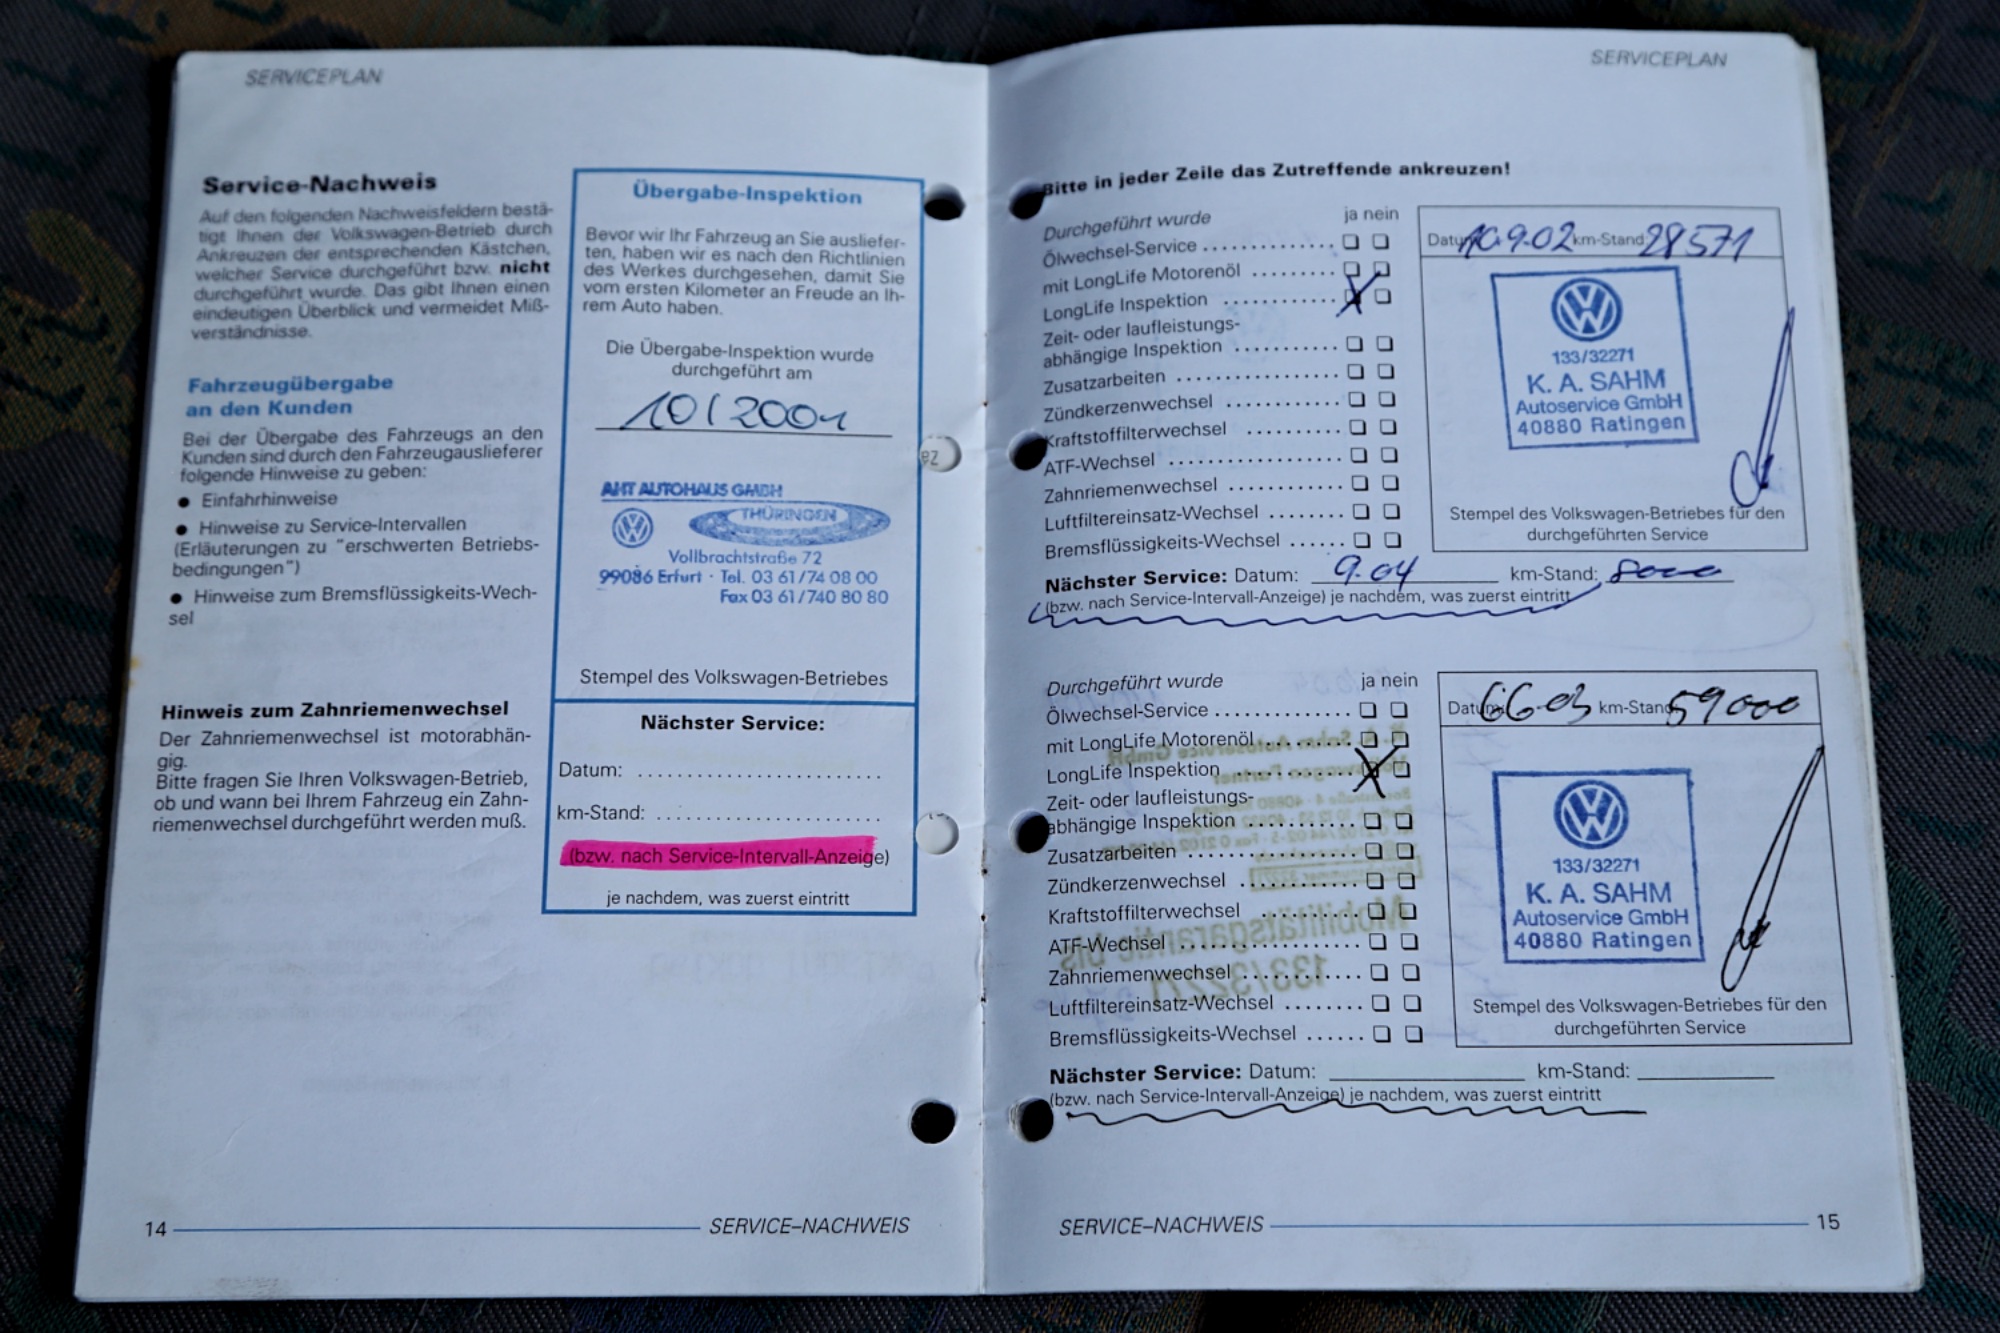 SERVICEPLAN
Service-Nachweis
Auf den folgenden Nachweisfeldern bestä-
tigt Ihnen der Volkswagen-Betrieb durch
Ankreuzen der entsprechenden Kästchen,
welcher Service durchgeführt bzw. nicht
durchgeführt wurde. Das gibt Ihnen einen
eindeutigen Überblick und vermeidet Miß-
verständnisse.
Fahrzeugübergabe
an den Kunden
Bei der Übergabe des Fahrzeugs an den
Kunden sind durch den Fahrzeugauslieferer
folgende Hinweise zu geben:
● Einfahrhinweise
● Hinweise zu Service-Intervallen
(Erläuterungen zu "erschwerten Betriebs-
bedingungen")
● Hinweise zum Bremsflüssigkeits-Wech-
sel
Hinweis zum Zahnriemenwechsel
Der Zahnriemenwechsel ist motorabhän-
gig.
Bitte fragen Sie Ihren Volkswagen-Betrieb,
ob und wann bei Ihrem Fahrzeug ein Zahn-
riemenwechsel durchgeführt werden muß.
Übergabe-Inspektion
Bevor wir Ihr Fahrzeug an Sie ausliefer-
ten, haben wir es nach den Richtlinien
des Werkes durchgesehen, damit Sie
vom ersten Kilometer an Freude an Ih-
rem Auto haben.
Die Übergabe-Inspektion wurde
durchgeführt am
10/2001
AHT AUTOHAUS GMBH
THÜRINGEN
Vollbrachtstraße 72
99086 Erfurt · Tel. 03 61/74 08 00
Fax 03 61/740 80 80
Stempel des Volkswagen-Betriebes
Nächster Service:
Datum:
km-Stand:
(bzw. nach Service-Intervall-Anzeige)
je nachdem, was zuerst eintritt
14 SERVICE–NACHWEIS
SERVICEPLAN
Bitte in jeder Zeile das Zutreffende ankreuzen!
Durchgeführt wurde ja nein
Ölwechsel-Service
mit LongLife Motorenöl
LongLife Inspektion X
Zeit- oder laufleistungs-
abhängige Inspektion
Zusatzarbeiten
Zündkerzenwechsel
Kraftstoffilterwechsel
ATF-Wechsel
Zahnriemenwechsel
Luftfiltereinsatz-Wechsel
Bremsflüssigkeits-Wechsel
Datum: 10.9.02 km-Stand: 28571
133/32271
K. A. SAHM
Autoservice GmbH
40880 Ratingen
Stempel des Volkswagen-Betriebes für den
durchgeführten Service
Nächster Service: Datum: 9.04 km-Stand:
(bzw. nach Service-Intervall-Anzeige) je nachdem, was zuerst eintritt
Durchgeführt wurde ja nein
Ölwechsel-Service
mit LongLife Motorenöl
LongLife Inspektion X
Zeit- oder laufleistungs-
abhängige Inspektion
Zusatzarbeiten
Zündkerzenwechsel
Kraftstoffilterwechsel
ATF-Wechsel
Zahnriemenwechsel
Luftfiltereinsatz-Wechsel
Bremsflüssigkeits-Wechsel
Datum: km-Stand: 59000
133/32271
K. A. SAHM
Autoservice GmbH
40880 Ratingen
Stempel des Volkswagen-Betriebes für den
durchgeführten Service
Nächster Service: Datum: km-Stand:
(bzw. nach Service-Intervall-Anzeige) je nachdem, was zuerst eintritt
SERVICE–NACHWEIS 15